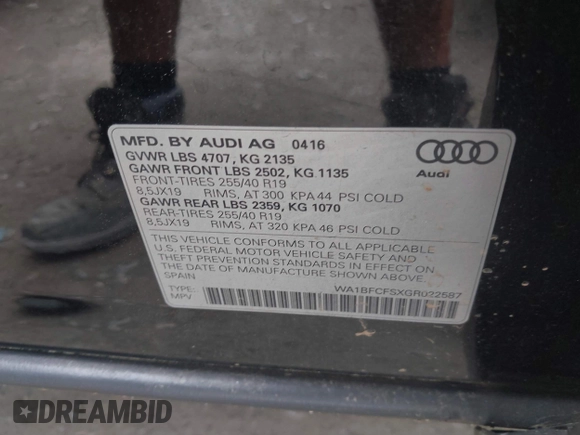 MFD. BY AUDI AG 0416
GVWR LBS 4707, KG 2135
GAWR FRONT LBS 2502, KG 1135
FRONT-TIRES 255/40 R19
8,5JX19 RIMS, AT 300 KPA 44 PSI COLD
GAWR REAR LBS 2359, KG 1070
REAR-TIRES 255/40 R19
8,5JX19 RIMS, AT 320 KPA 46 PSI COLD
Audi
THIS VEHICLE CONFORMS TO ALL APPLICABLE
U.S. FEDERAL MOTOR VEHICLE SAFETY AND
THEFT PREVENTION STANDARDS IN EFFECT ON
THE DATE OF MANUFACTURE SHOWN ABOVE.
SPAIN
WA1BFCFSXGR022587
TYPE:
MPV
DREAMBID